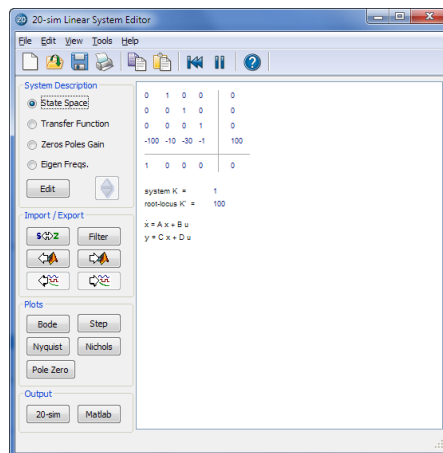 20-sim Linear System Editor
File Edit View Tools Help
System Description
State Space
Transfer Function
Zeros Poles Gain
Eigen Freqs.
Edit
Import / Export
S Z Filter
Plots
Bode Step
Nyquist Nichols
Pole Zero
Output
20-sim Matlab
0 1 0 0 0
0 0 1 0 0
0 0 0 1 0
-100 -10 -30 -1 100
1 0 0 0 0
system K = 1
root-locus K' = 100
ẋ = A x + B u
y = C x + D u